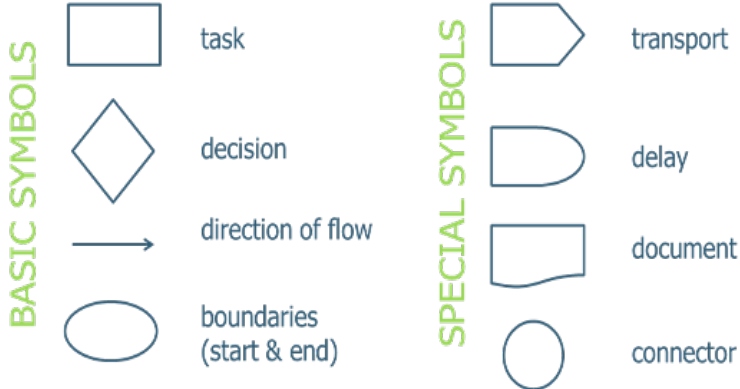 BASIC SYMBOLS
task
decision
direction of flow
boundaries
(start & end)
SPECIAL SYMBOLS
transport
delay
document
connector